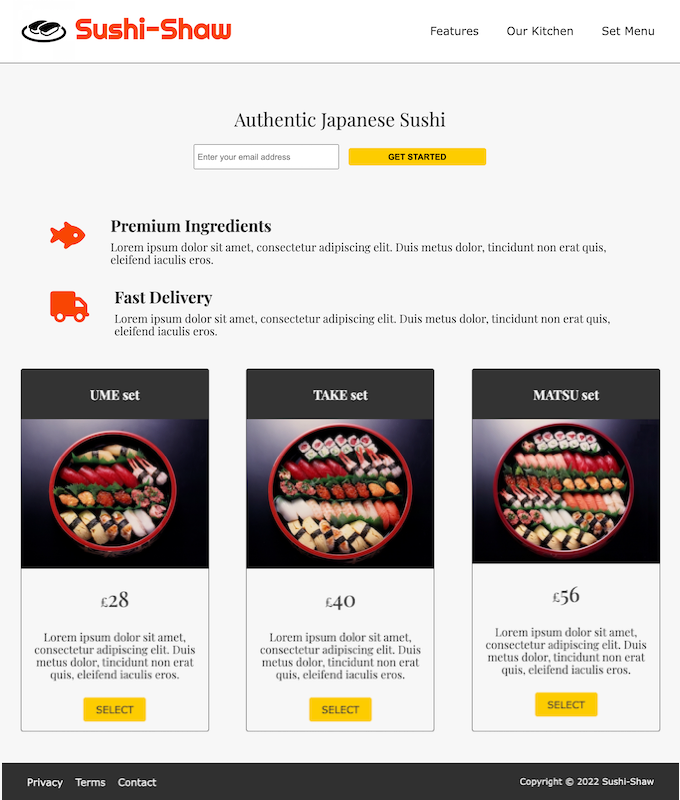 Sushi-Shaw
Features Our Kitchen Set Menu
Authentic Japanese Sushi
Enter your email address GET STARTED
Premium Ingredients
Lorem ipsum dolor sit amet, consectetur adipiscing elit. Duis metus dolor, tincidunt non erat quis,
eleifend iaculis eros.
Fast Delivery
Lorem ipsum dolor sit amet, consectetur adipiscing elit. Duis metus dolor, tincidunt non erat quis,
eleifend iaculis eros.
UME set
£28
Lorem ipsum dolor sit amet,
consectetur adipiscing elit. Duis
metus dolor, tincidunt non erat
quis, eleifend iaculis eros.
SELECT
TAKE set
£40
Lorem ipsum dolor sit amet,
consectetur adipiscing elit. Duis
metus dolor, tincidunt non erat
quis, eleifend iaculis eros.
SELECT
MATSU set
£56
Lorem ipsum dolor sit amet,
consectetur adipiscing elit. Duis
metus dolor, tincidunt non erat
quis, eleifend iaculis eros.
SELECT
Privacy Terms Contact
Copyright © 2022 Sushi-Shaw